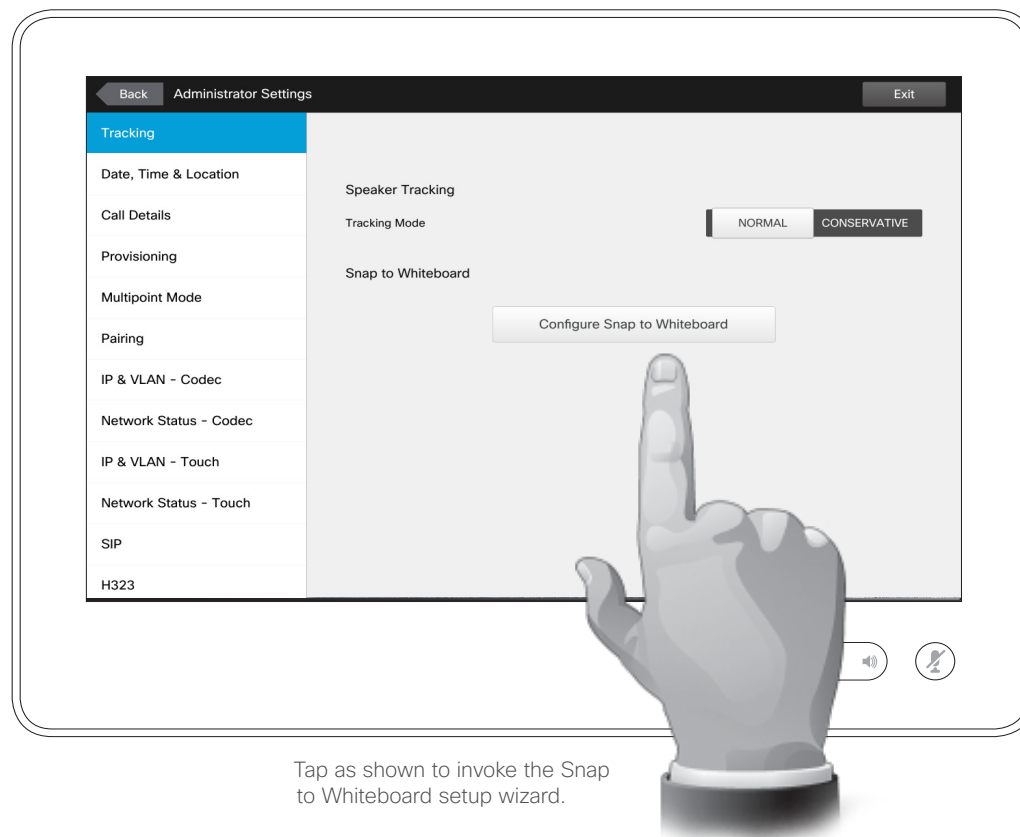 Back Administrator Settings Exit
Tracking
Date, Time & Location
Call Details
Provisioning
Multipoint Mode
Pairing
IP & VLAN - Codec
Network Status - Codec
IP & VLAN - Touch
Network Status - Touch
SIP
H323
Speaker Tracking
Tracking Mode NORMAL CONSERVATIVE
Snap to Whiteboard
Configure Snap to Whiteboard
Tap as shown to invoke the Snap
to Whiteboard setup wizard.